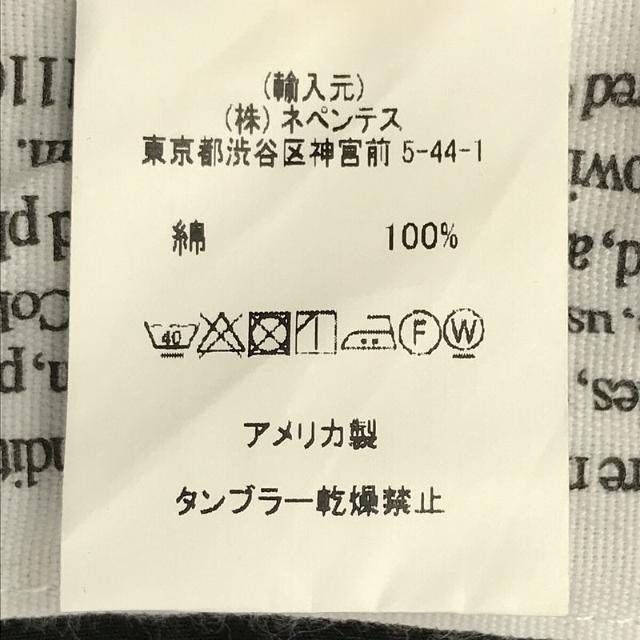 (輸入元)
(株) ネペンテス
東京都渋谷区神宮前 5-44-1
綿 100%
40 F W
アメリカ製
タンブラー乾燥禁止